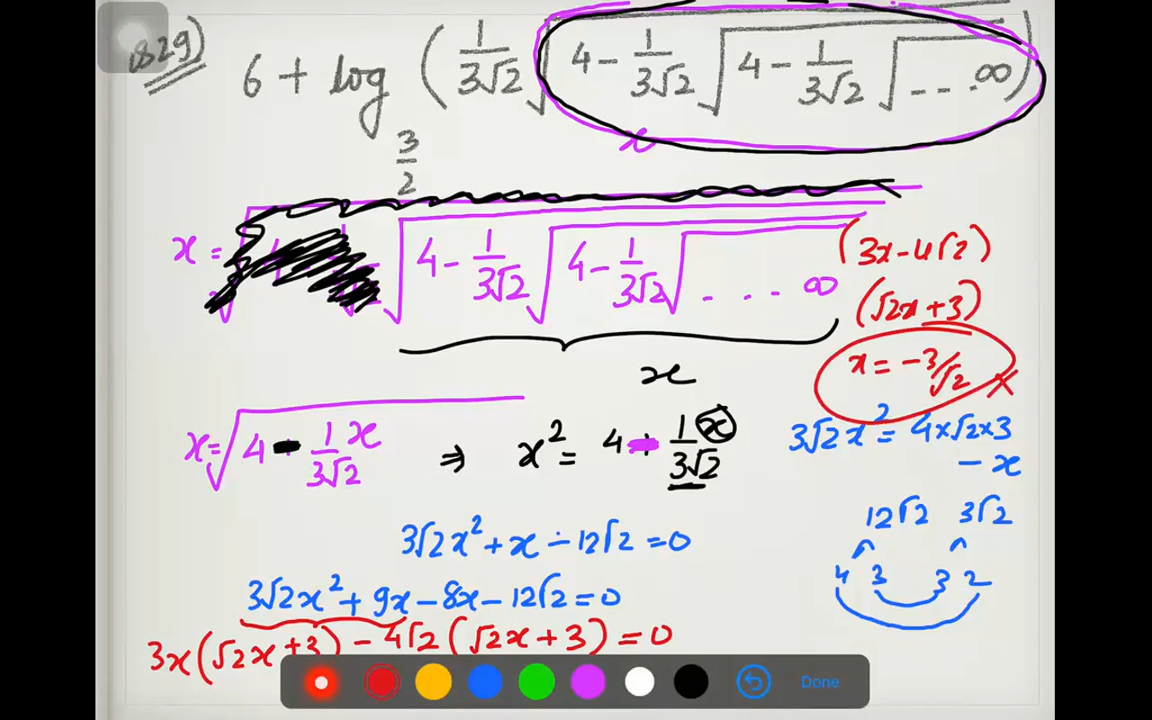 829)
6 + log 3/2 ( 1/3√2 √4 - 1/3√2 √4 - 1/3√2 √- - - ∞ )
x
x = √ √4 - 1/3√2 √4 - 1/3√2 √- - - ∞
(3x - 4√2)
(√2x + 3)
x
x = -3/√2 ×
x = √4 - 1/3√2 x ⇒ x² = 4 - 1/3√2 x
3√2x² = 4×√2×3
- x
3√2x² + x - 12√2 = 0
12√2 3√2
4 3 3 2
3√2x² + 9x - 8x - 12√2 = 0
3x(√2x + 3) - 4√2(√2x + 3) = 0
Done